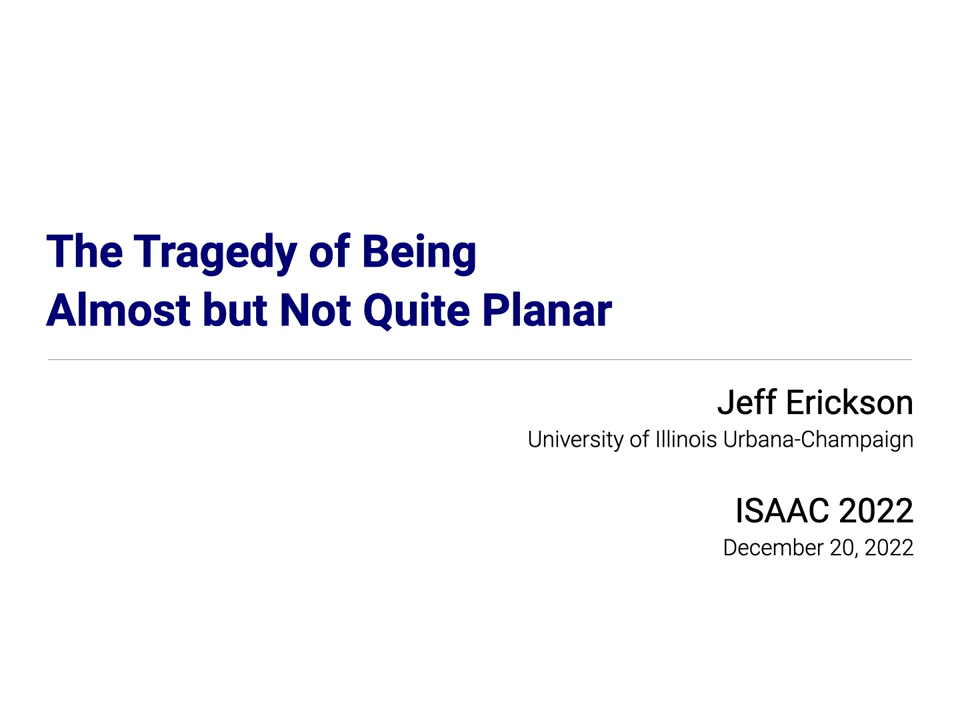 The Tragedy of Being
Almost but Not Quite Planar
Jeff Erickson
University of Illinois Urbana-Champaign
ISAAC 2022
December 20, 2022